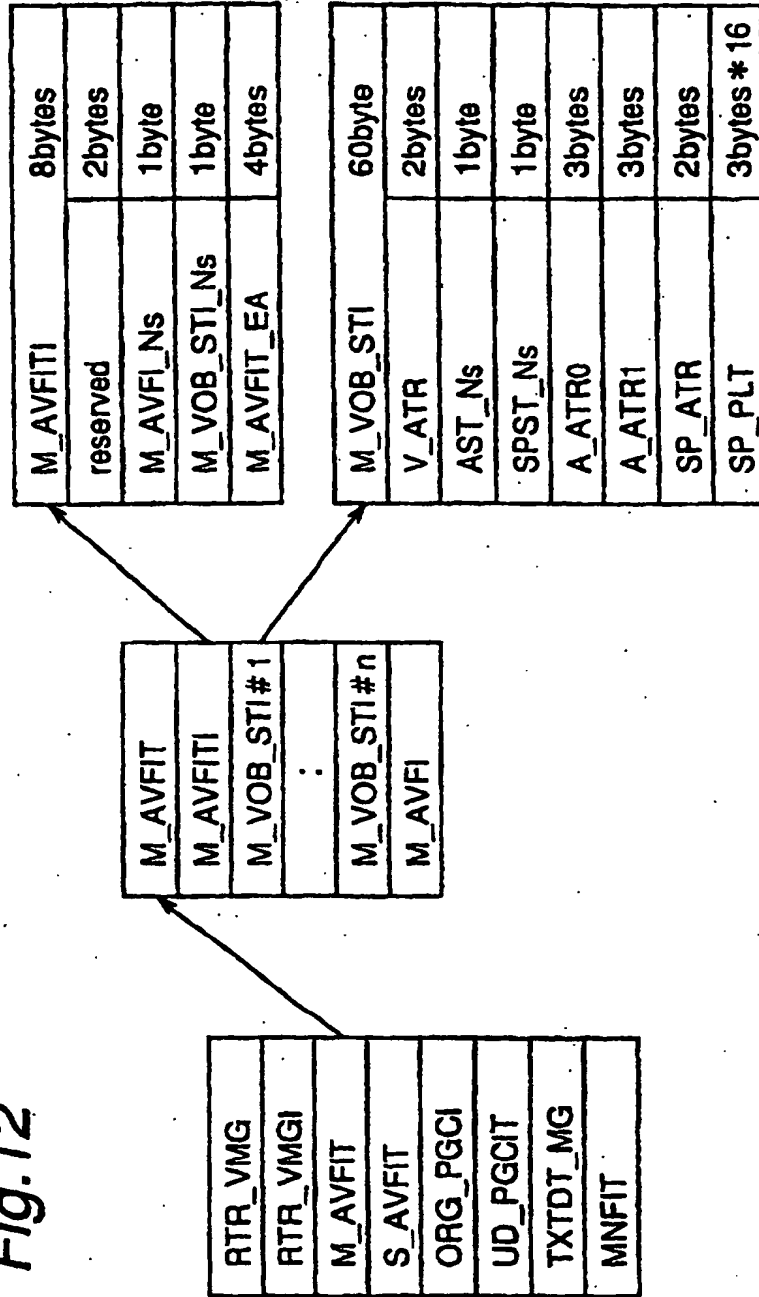 Fig.12
RTR_VMG
RTR_VMGI
M_AVFIT
S_AVFIT
ORG_PGCI
UD_PGCIT
TXTDT_MG
MNFIT
M_AVFIT
M_AVFITI
M_VOB_STI#1
:
M_VOB_STI#n
M_AVFI
M_AVFITI 8bytes
reserved 2bytes
M_AVFI_Ns 1byte
M_VOB_STI_Ns 1byte
M_AVFIT_EA 4bytes
M_VOB_STI 60byte
V_ATR 2bytes
AST_Ns 1byte
SPST_Ns 1byte
A_ATR0 3bytes
A_ATR1 3bytes
SP_ATR 2bytes
SP_PLT 3bytes*16